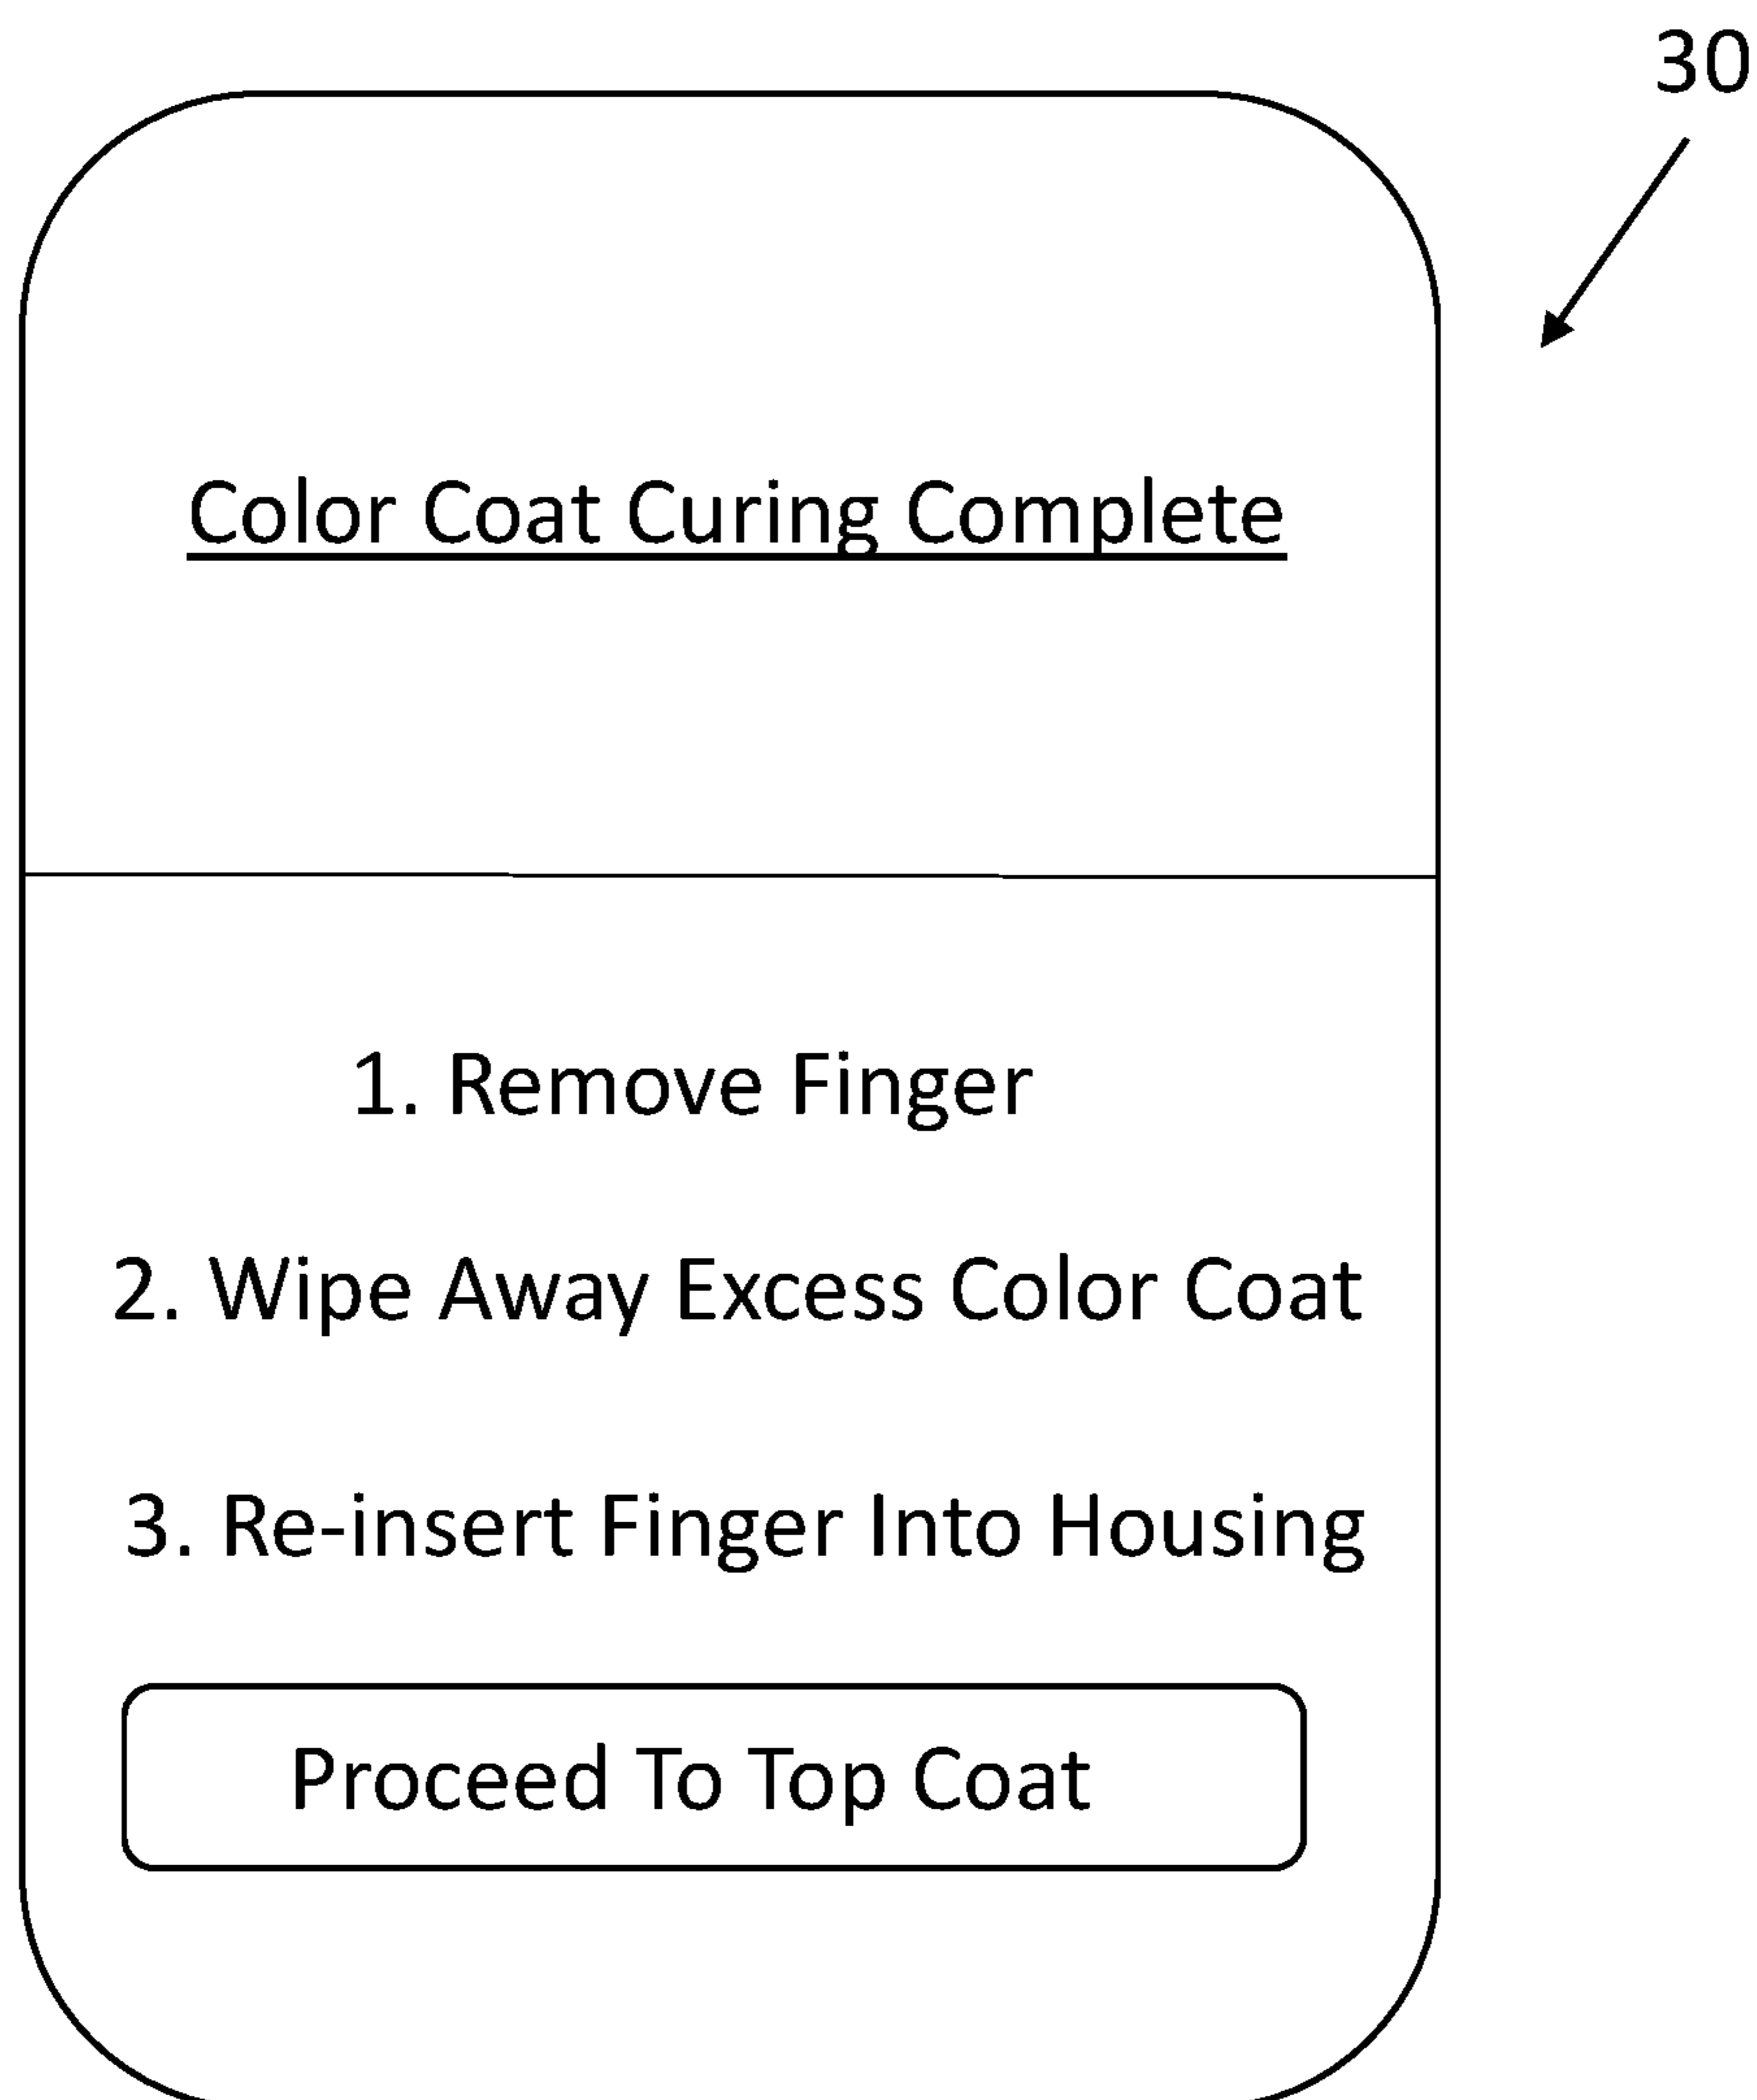 30
Color Coat Curing Complete
1. Remove Finger
2. Wipe Away Excess Color Coat
3. Re-insert Finger Into Housing
Proceed To Top Coat